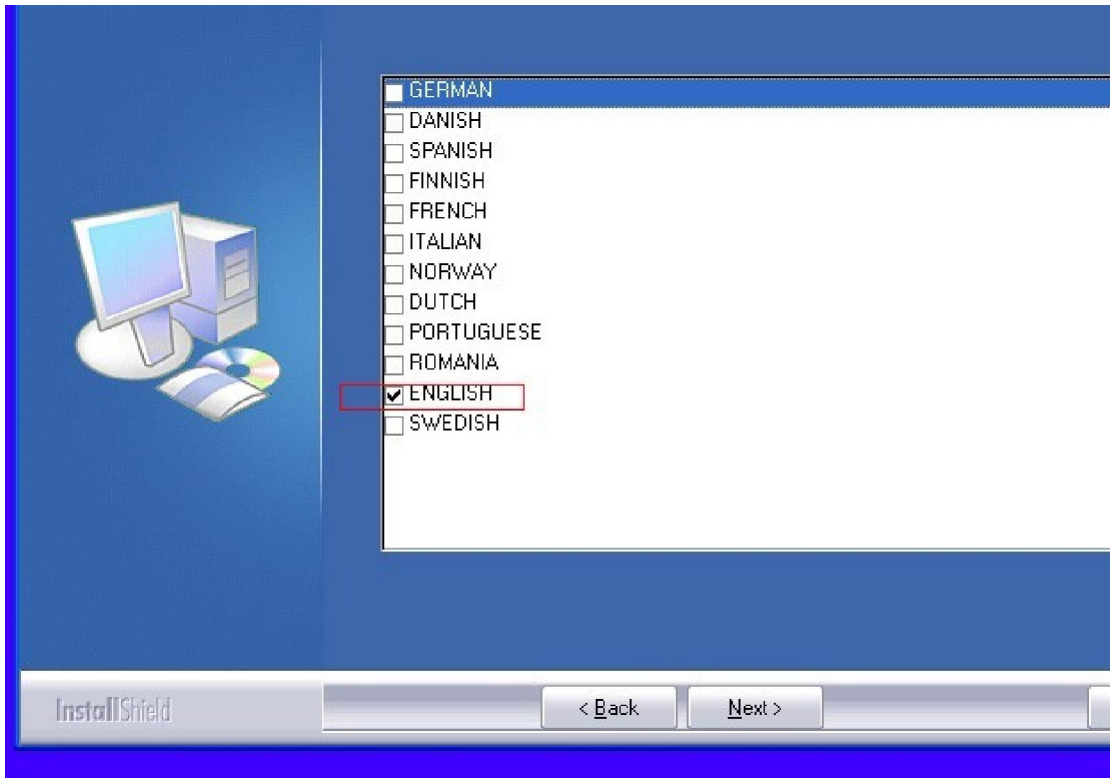 GERMAN
DANISH
SPANISH
FINNISH
FRENCH
ITALIAN
NORWAY
DUTCH
PORTUGUESE
ROMANIA
ENGLISH
SWEDISH
InstallShield
< Back
Next >